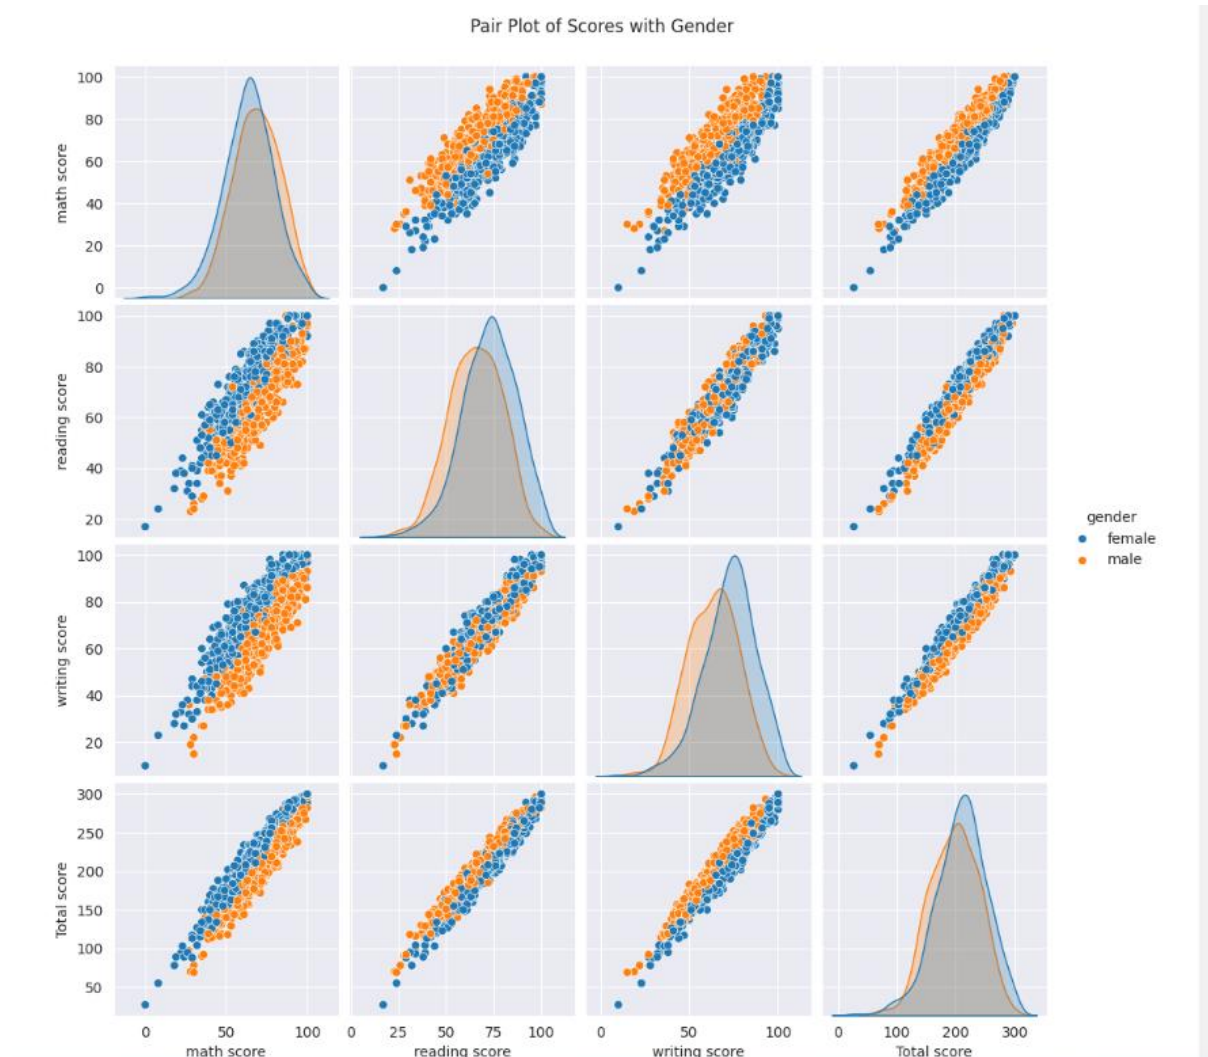 Pair Plot of Scores with Gender
100
80
60
40
20
0
math score
100
80
60
40
20
reading score
gender
female
male
100
80
60
40
20
writing score
300
250
200
150
100
50
Total score
0 50 100
0 25 50 75 100
0 50 100
0 100 200 300
math score
reading score
writing score
Total score